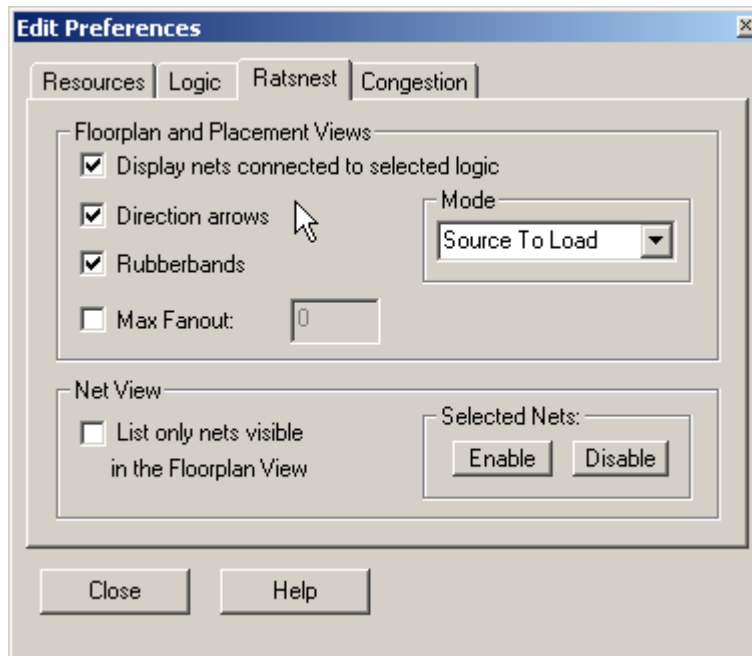 Edit Preferences
Resources Logic Ratsnest Congestion
Floorplan and Placement Views
Display nets connected to selected logic
Direction arrows
Mode
Source To Load
Rubberbands
Max Fanout: 0
Net View
List only nets visible
in the Floorplan View
Selected Nets:
Enable Disable
Close Help